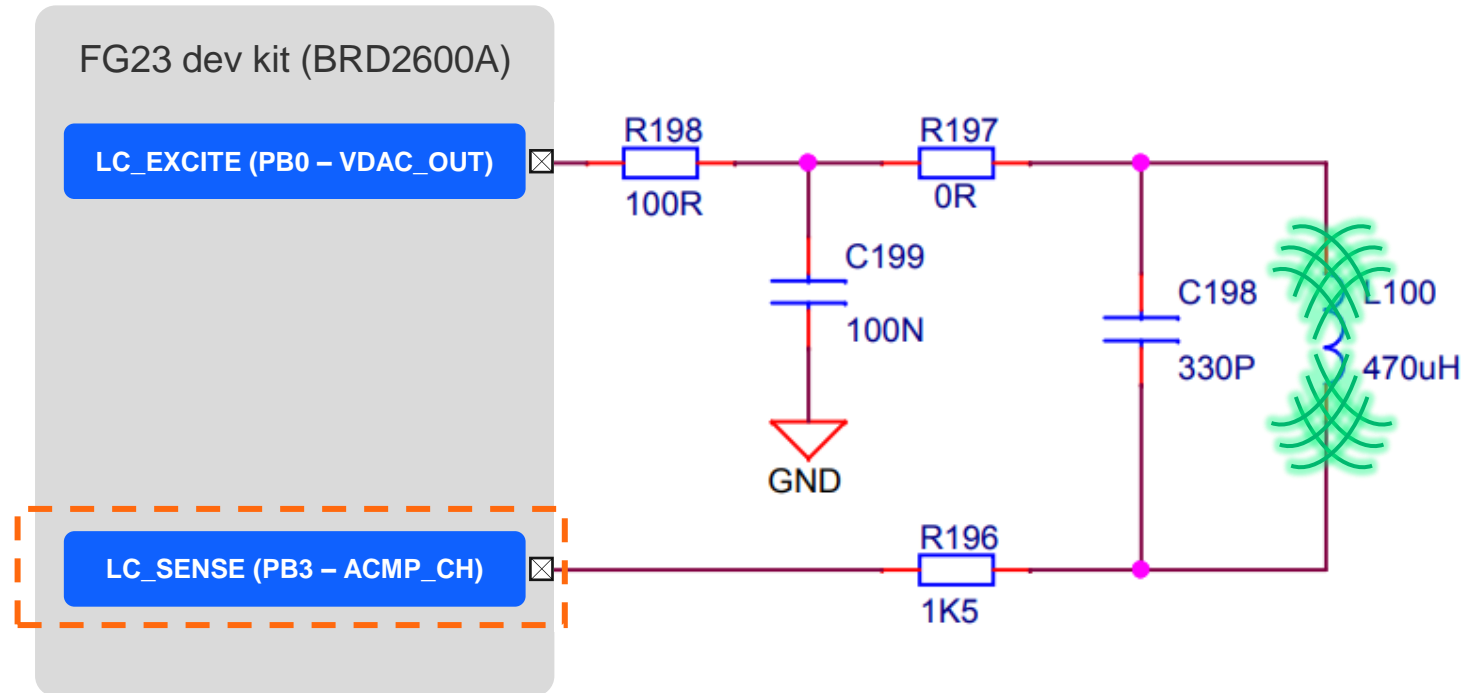 FG23 dev kit (BRD2600A)
LC_EXCITE (PB0 – VDAC_OUT)
R198
100R
R197
0R
C199
100N
GND
C198
330P
L100
470uH
LC_SENSE (PB3 – ACMP_CH)
R196
1K5